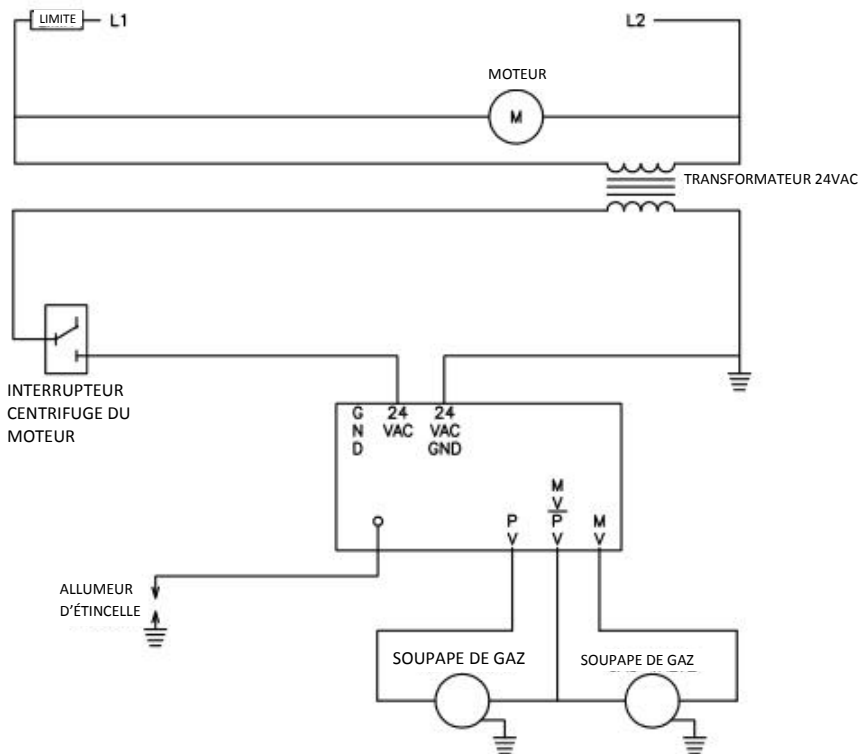 LIMITE
L1
L2
MOTEUR
M
TRANSFORMATEUR 24VAC
INTERRUPTEUR
CENTRIFUGE DU
MOTEUR
G
N
D
24
VAC
24
VAC
GND
P
V
M
V
P
V
M
V
ALLUMEUR
D'ÉTINCELLE
SOUPAPE DE GAZ
SOUPAPE DE GAZ